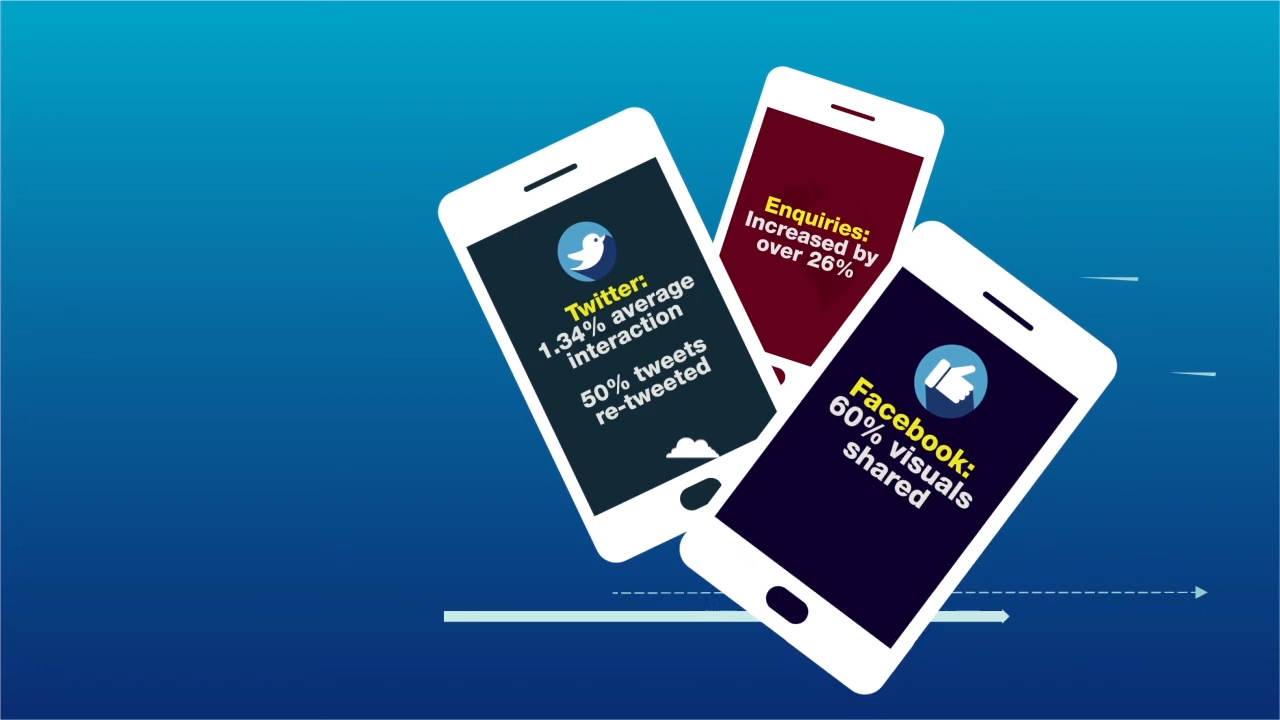 Twitter:
1.34% average
interaction
50% tweets
re-tweeted
Enquiries:
Increased by
over 26%
Facebook:
60% visuals
shared